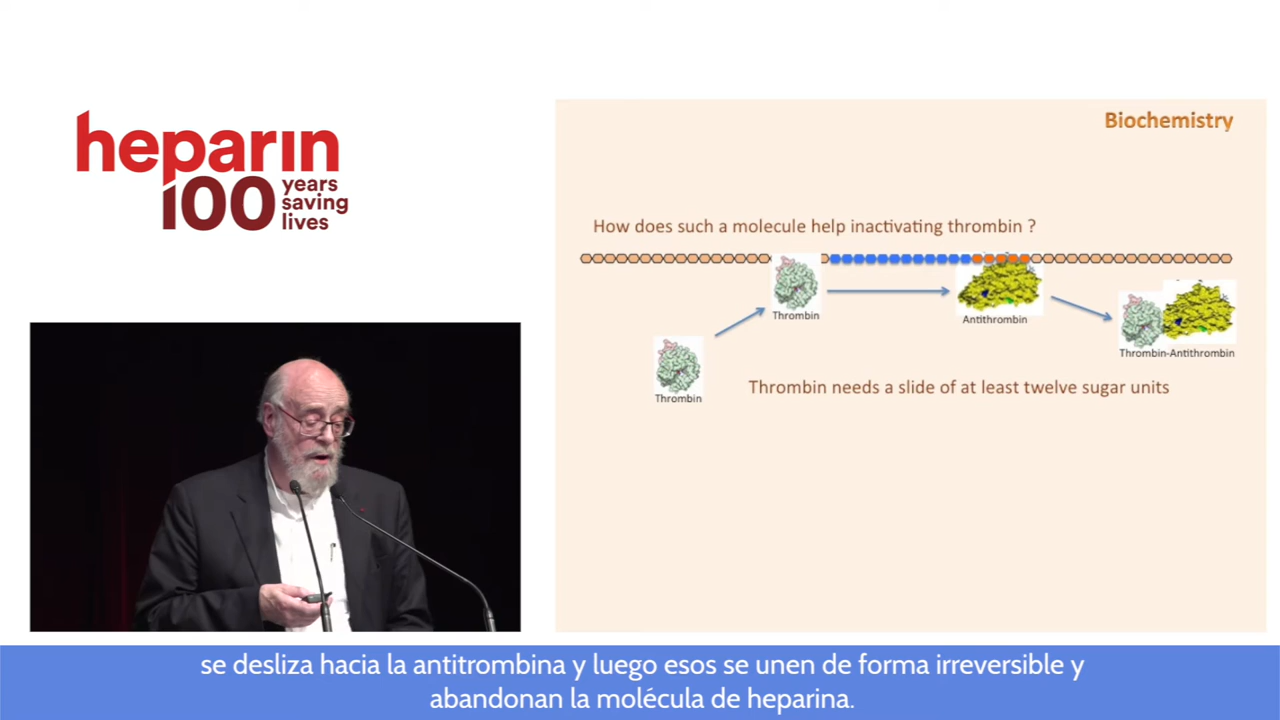 heparin
100
years
saving
lives
Biochemistry
How does such a molecule help inactivating thrombin ?
Thrombin
Antithrombin
Thrombin-Antithrombin
Thrombin
Thrombin needs a slide of at least twelve sugar units
se desliza hacia la antitrombina y luego esos se unen de forma irreversible y
abandonan la molécula de heparina.